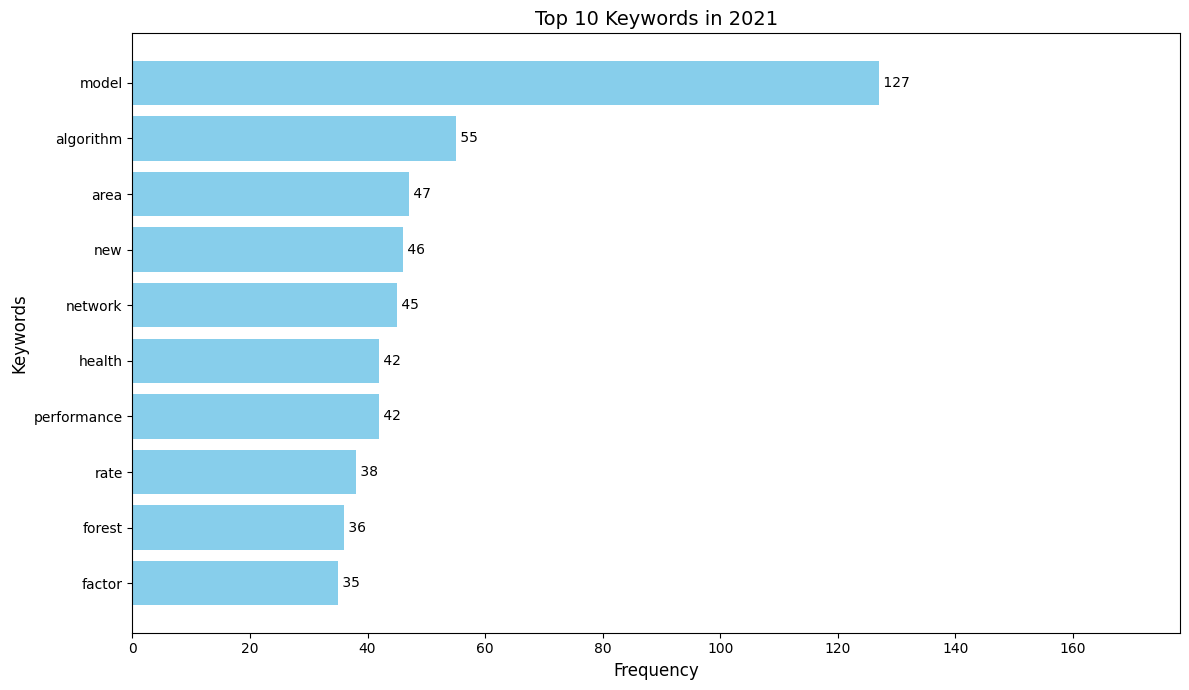 Top 10 Keywords in 2021
Keywords
model 127
algorithm 55
area 47
new 46
network 45
health 42
performance 42
rate 38
forest 36
factor 35
0 20 40 60 80 100 120 140 160
Frequency